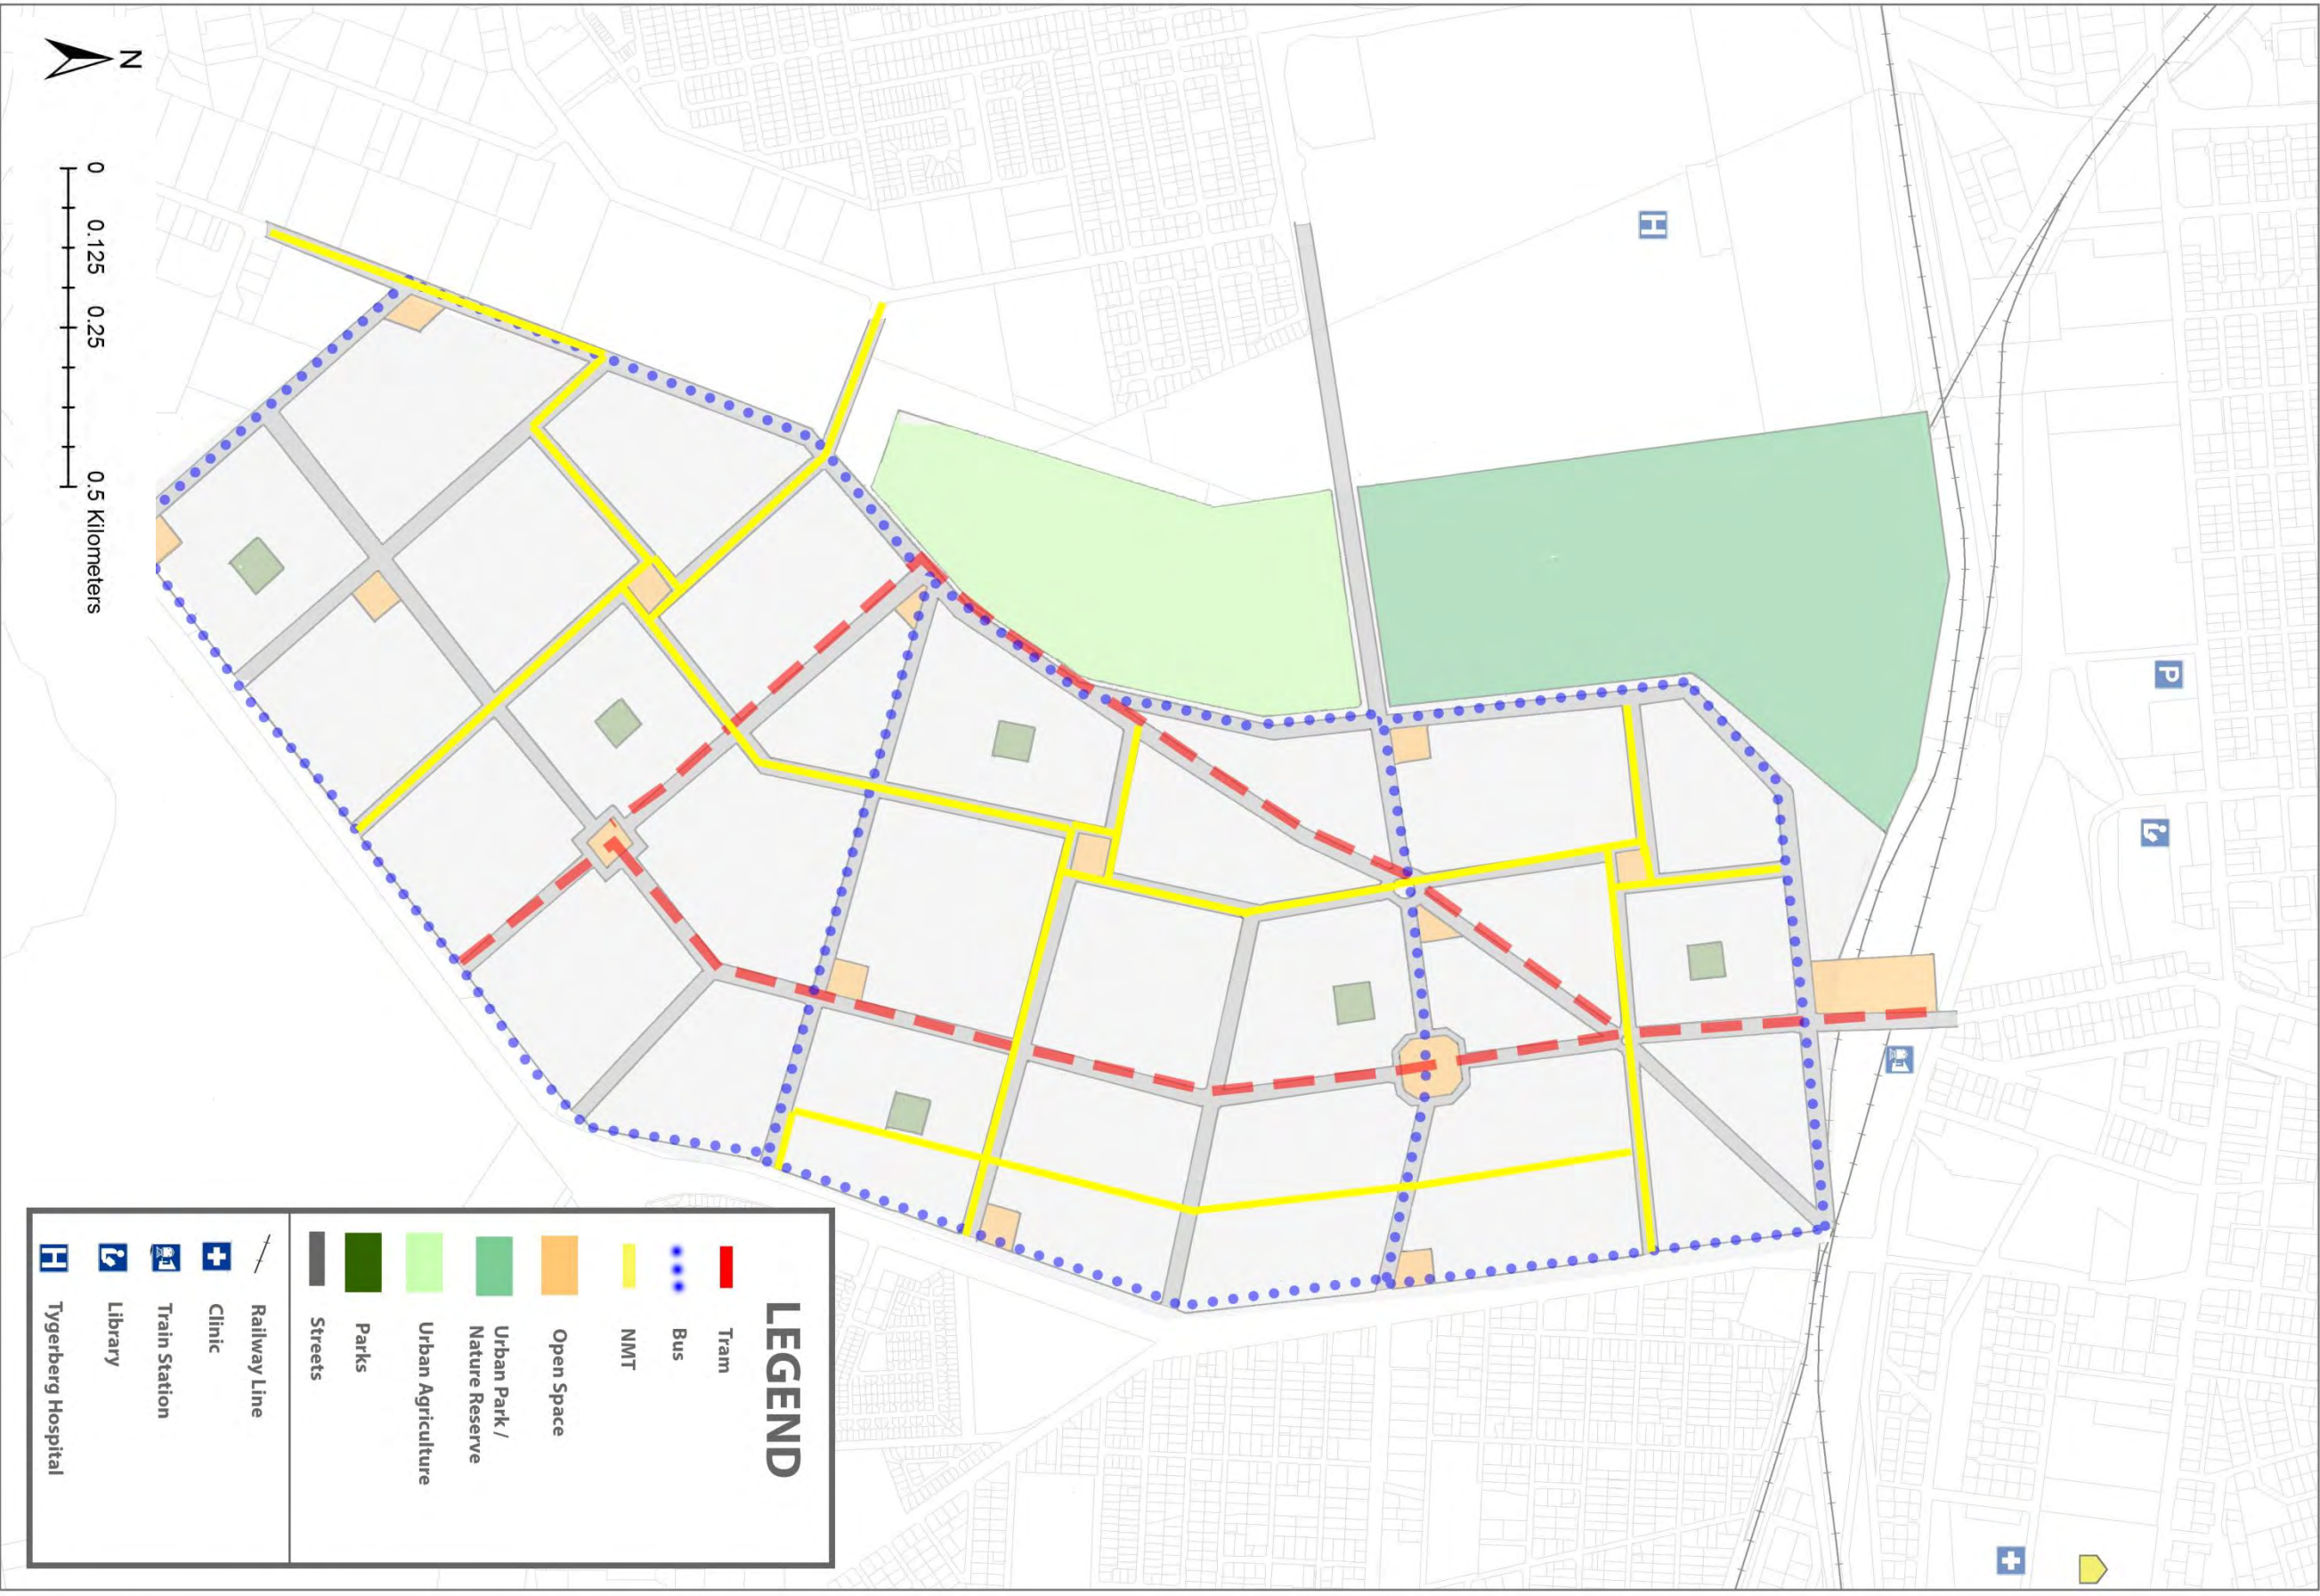 N
0 0.125 0.25 0.5 Kilometers
H
P
LEGEND
Tram
Bus
NMT
Open Space
Urban Park /
Nature Reserve
Urban Agriculture
Parks
Streets
Railway Line
Clinic
Train Station
Library
H Tygerberg Hospital